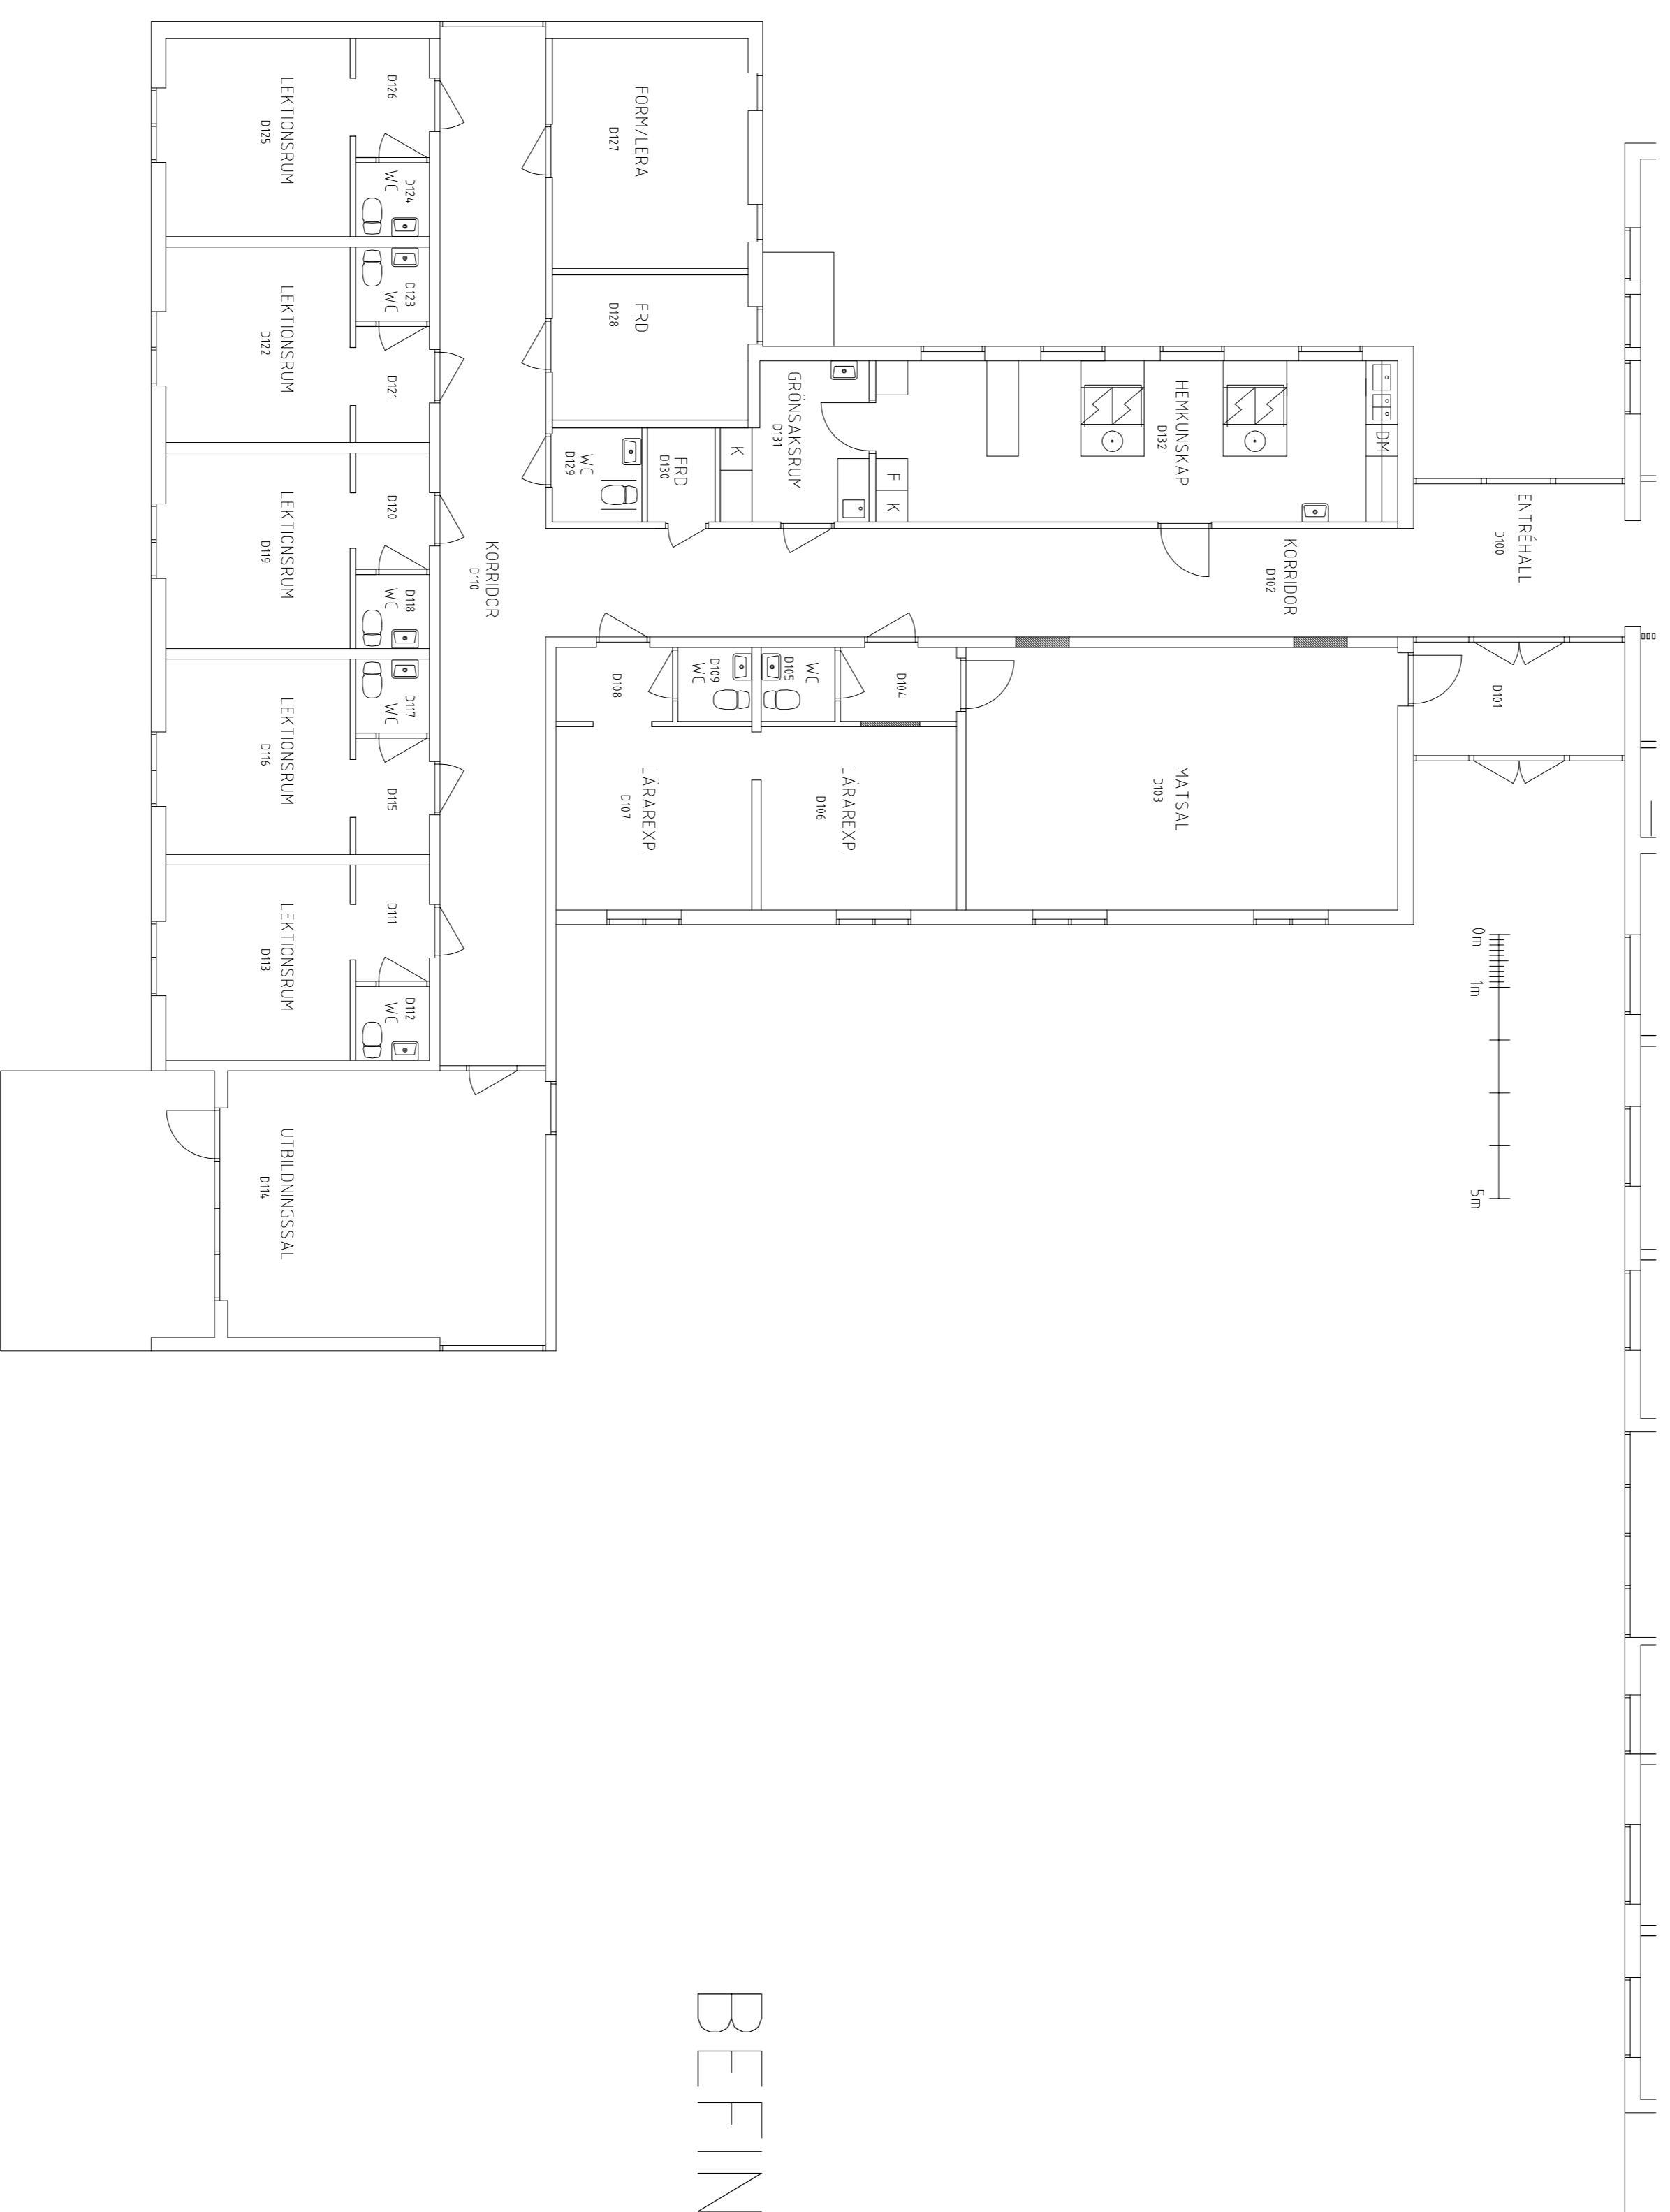 ENTRÉHALL
D100
D101
0m
1m
5m
DM
KORRIDOR
D102
HEMKUNSKAP
D132
MATSAL
D103
F
K
D104
GRÖNSAKSRUM
D131
WC
D105
LÄRAREXP.
D106
K
WC
D109
FRD
D130
D108
LÄRAREXP.
D107
FORM/LERA
D127
FRD
D128
WC
D129
KORRIDOR
D110
D126
D124
WC
D123
WC
D121
D120
D118
WC
D117
WC
D115
D111
D112
WC
LEKTIONSRUM
D125
LEKTIONSRUM
D122
LEKTIONSRUM
D119
LEKTIONSRUM
D116
LEKTIONSRUM
D113
UTBILDNINGSSAL
D114
BEFIN